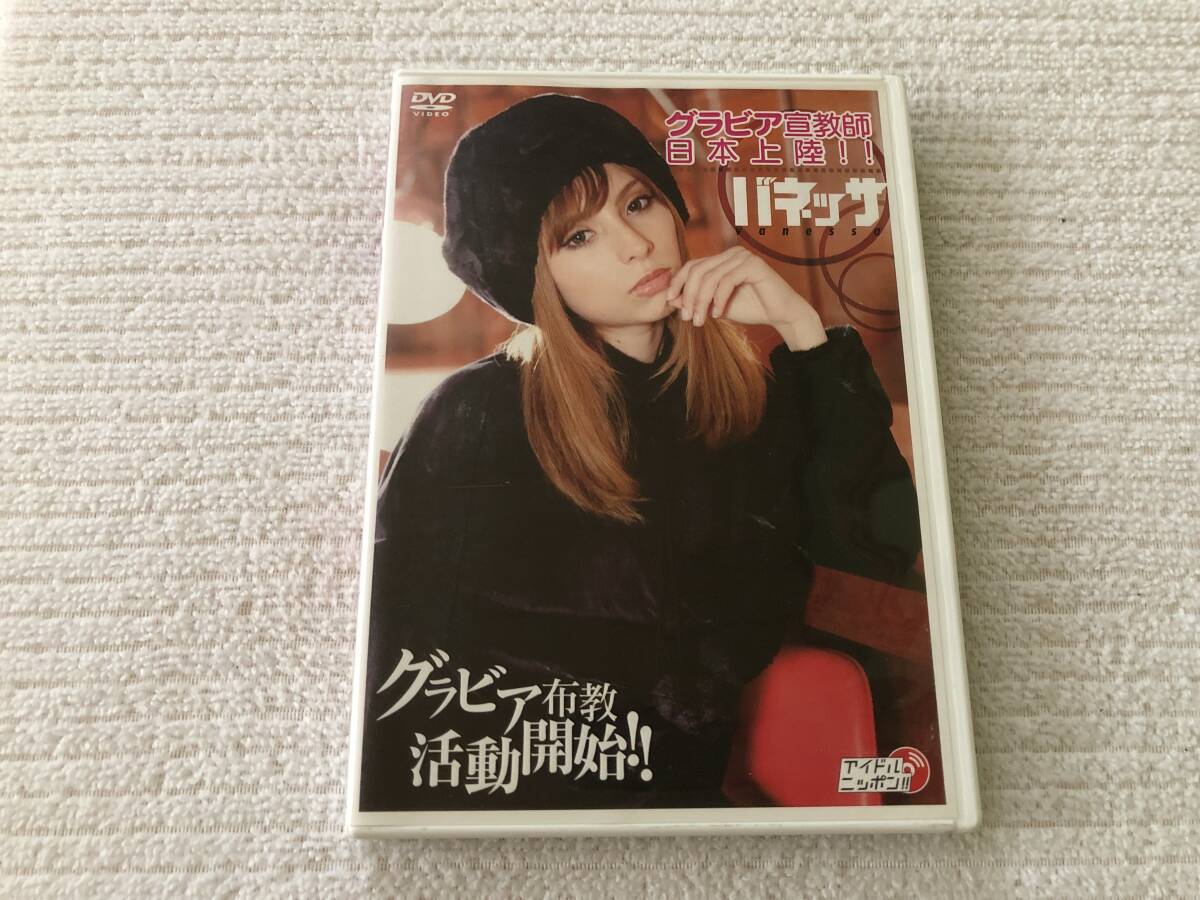 DVD
VIDEO
グラビア宣教師
日本上陸!!
バネッサ
vanessa
グラビア布教
活動開始!!
アイドル
ニッポン!!